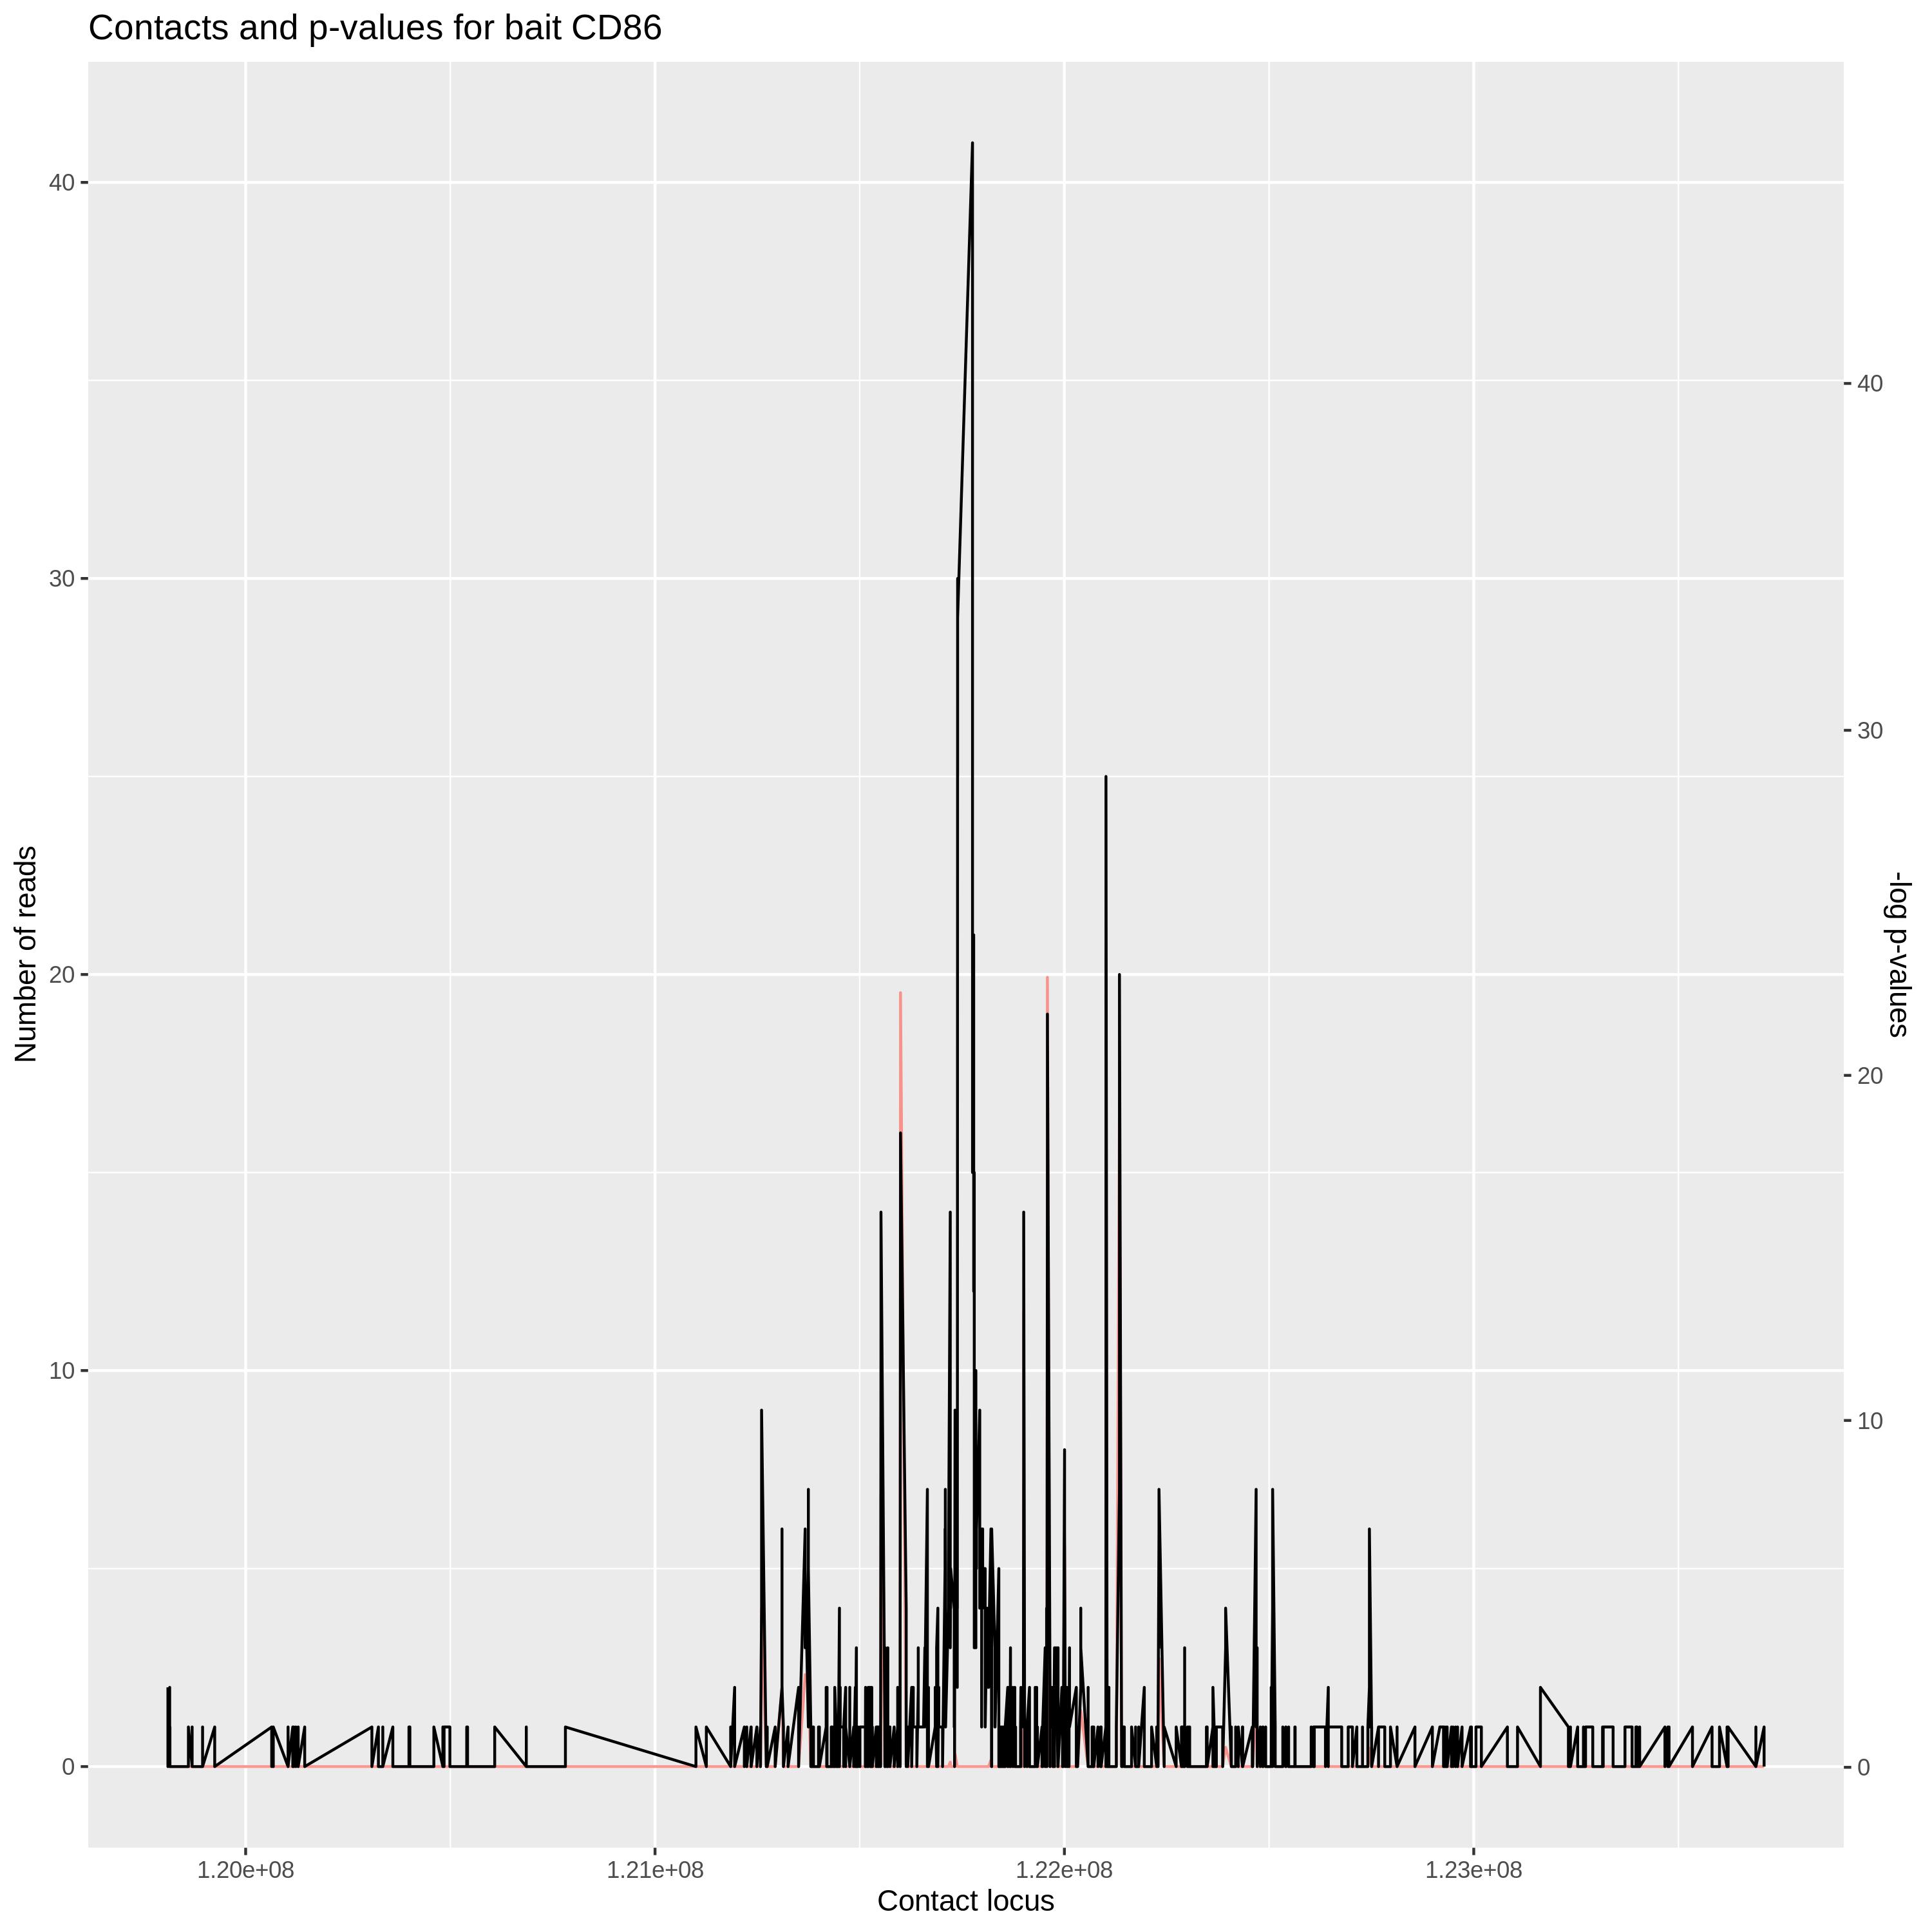 Contacts and p-values for bait CD86
40
30
20
10
0
Number of reads
40
30
20
10
0
-log p-values
1.20e+08 1.21e+08 1.22e+08 1.23e+08
Contact locus